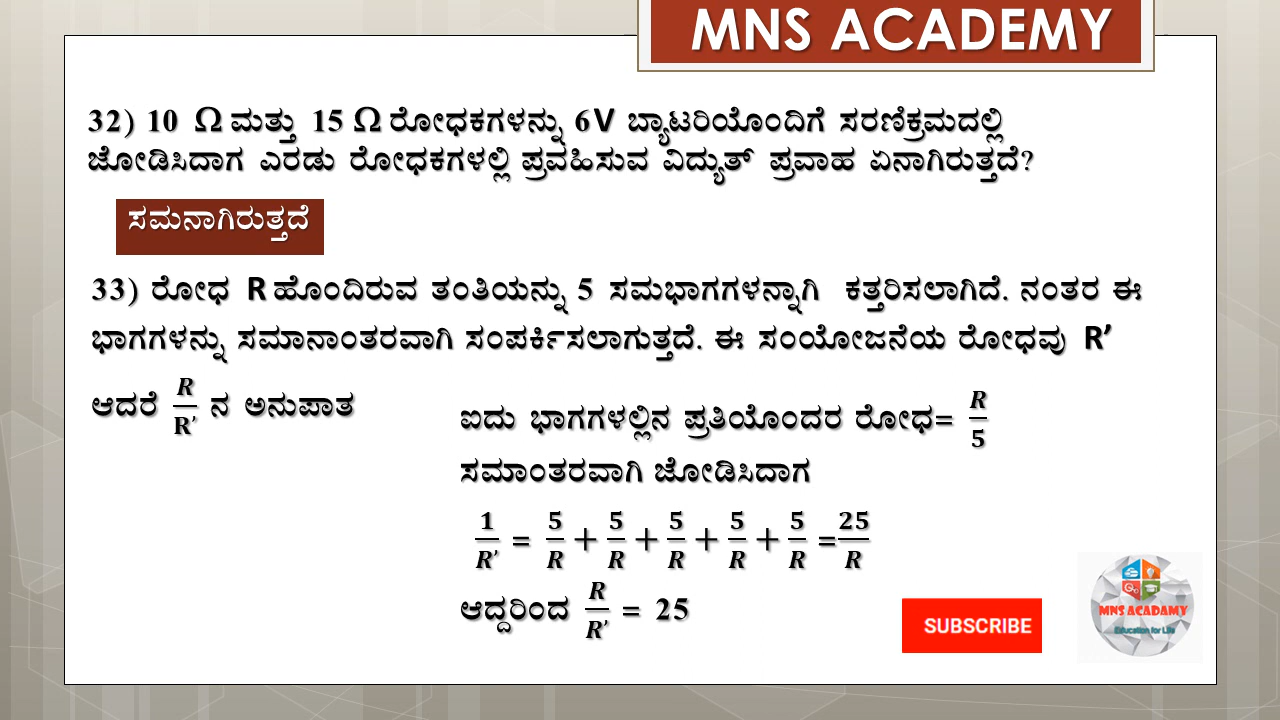 MNS ACADEMY
32) 10 Ω ಮತ್ತು 15 Ω ರೋಧಕಗಳನ್ನು 6V ಬ್ಯಾಟರಿಯೊಂದಿಗೆ ಸರಣಿಕ್ರಮದಲ್ಲಿ
ಜೋಡಿಸಿದಾಗ ಎರಡು ರೋಧಕಗಳಲ್ಲಿ ಪ್ರವಹಿಸುವ ವಿದ್ಯುತ್ ಪ್ರವಾಹ ಏನಾಗಿರುತ್ತದೆ?
ಸಮನಾಗಿರುತ್ತದೆ
33) ರೋಧ R ಹೊಂದಿರುವ ತಂತಿಯನ್ನು 5 ಸಮಭಾಗಗಳನ್ನಾಗಿ ಕತ್ತರಿಸಲಾಗಿದೆ. ನಂತರ ಈ
ಭಾಗಗಳನ್ನು ಸಮಾನಾಂತರವಾಗಿ ಸಂಪರ್ಕಿಸಲಾಗುತ್ತದೆ. ಈ ಸಂಯೋಜನೆಯ ರೋಧವು R’
ಆದರೆ R/R’ ನ ಅನುಪಾತ
ಐದು ಭಾಗಗಳಲ್ಲಿನ ಪ್ರತಿಯೊಂದರ ರೋಧ= R/5
ಸಮಾಂತರವಾಗಿ ಜೋಡಿಸಿದಾಗ
1/R’ = 5/R + 5/R + 5/R + 5/R + 5/R =25/R
ಆದ್ದರಿಂದ R/R’ = 25
SUBSCRIBE
MNS ACADAMY
Education for Life